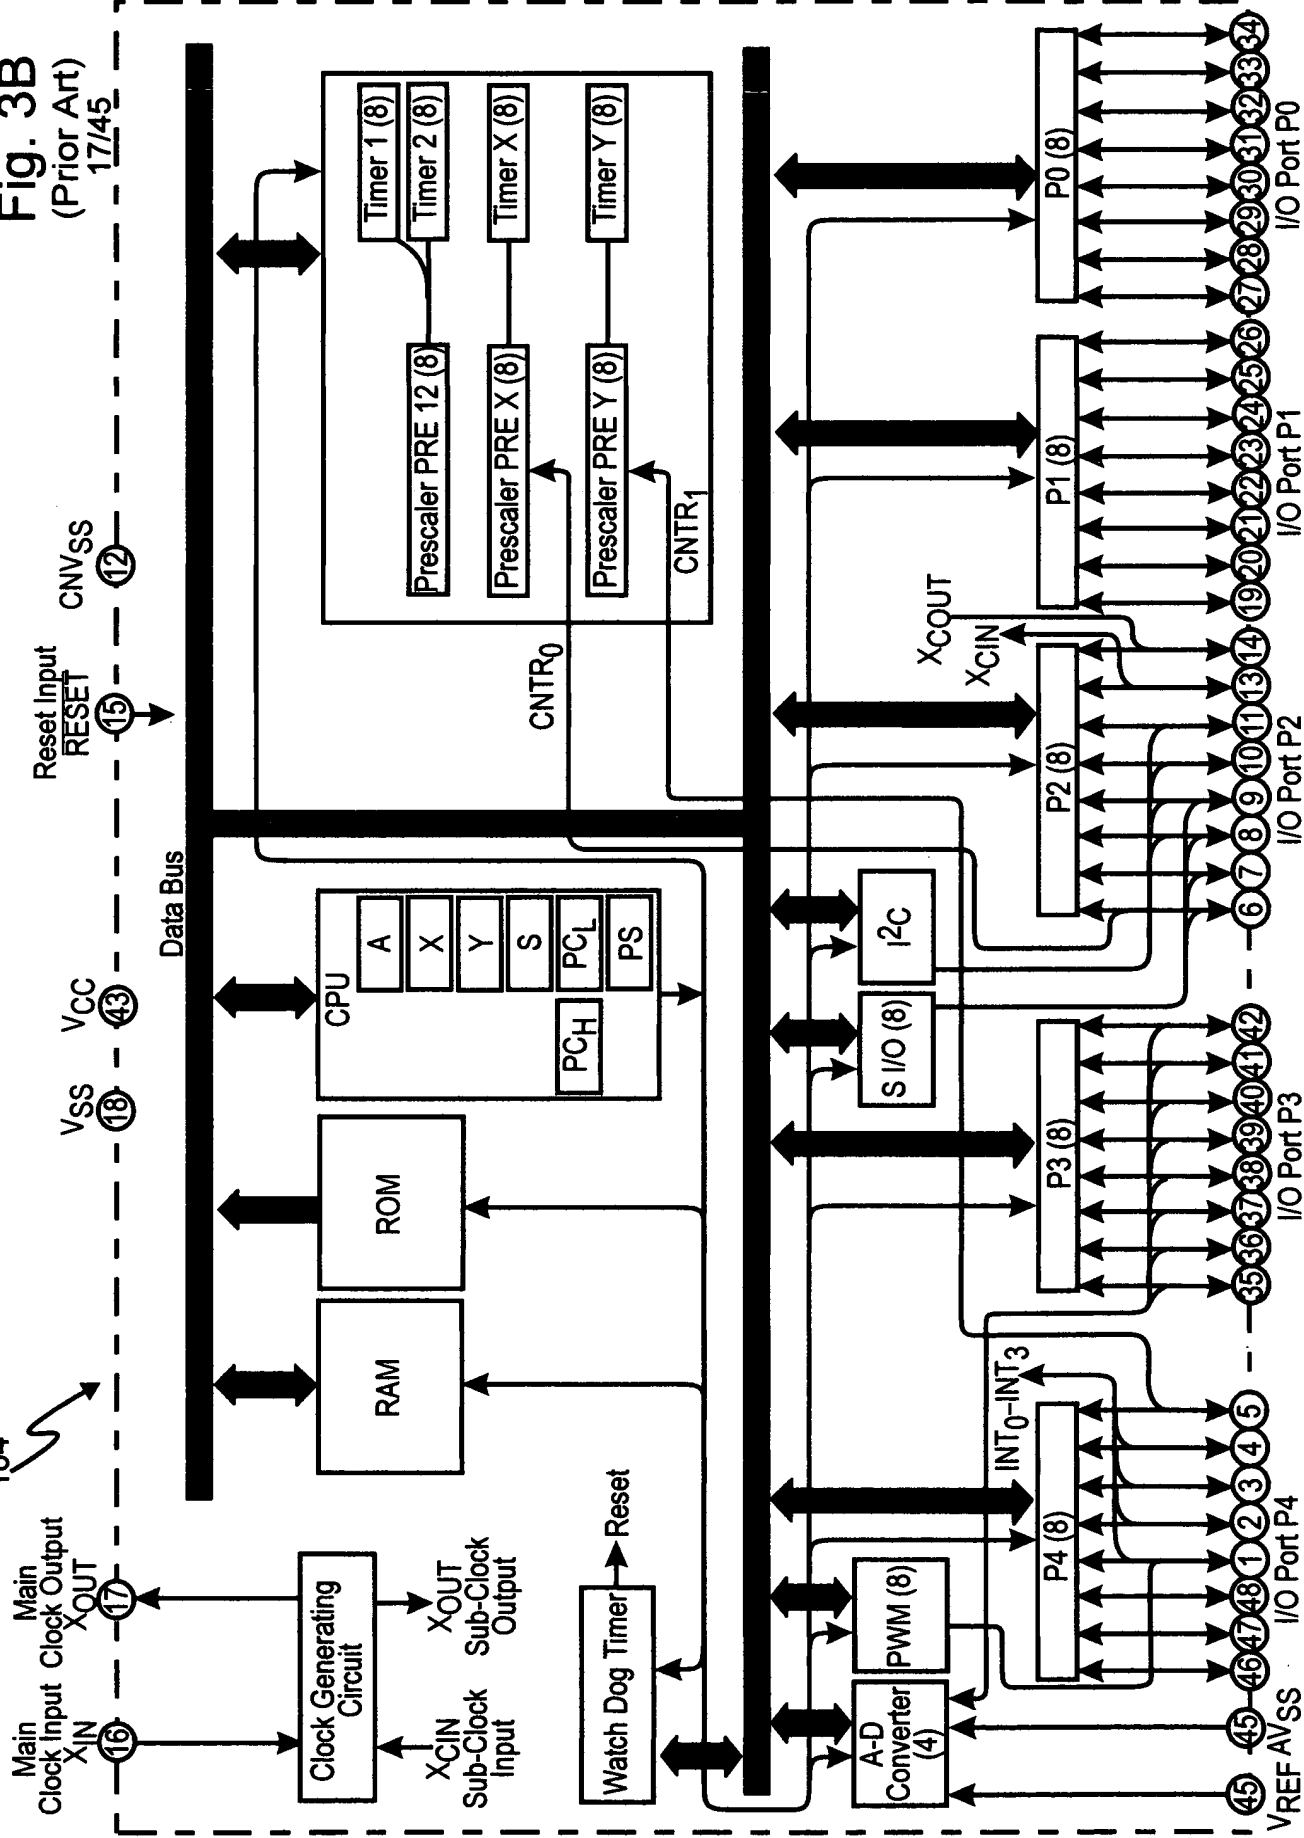 Fig. 3B
(Prior Art)
17/45
Main
Clock Input
XIN
16
Main
Clock Output
XOUT
17
VSS
18
VCC
43
Reset Input
RESET
15
CNVSS
12
Data Bus
Clock Generating
Circuit
XCIN
Sub-Clock
Input
XOUT
Sub-Clock
Output
RAM
ROM
CPU
A
X
Y
S
PCH
PCL
PS
Timer 1 (8)
Timer 2 (8)
Prescaler PRE 12 (8)
Timer X (8)
Prescaler PRE X (8)
Timer Y (8)
Prescaler PRE Y (8)
CNTR0
CNTR1
Watch Dog Timer
Reset
A-D
Converter
(4)
PWM (8)
S I/O (8)
I2C
INT0–INT3
XCOUT
XCIN
P4 (8)
P3 (8)
P2 (8)
P1 (8)
P0 (8)
45 45 46 47 48 1 2 3 4 5 35 36 37 38 39 40 41 42 6 7 8 9 10 11 13 14 19 20 21 22 23 24 25 26 27 28 29 30 31 32 33 34
VREF AVSS
I/O Port P4
I/O Port P3
I/O Port P2
I/O Port P1
I/O Port P0